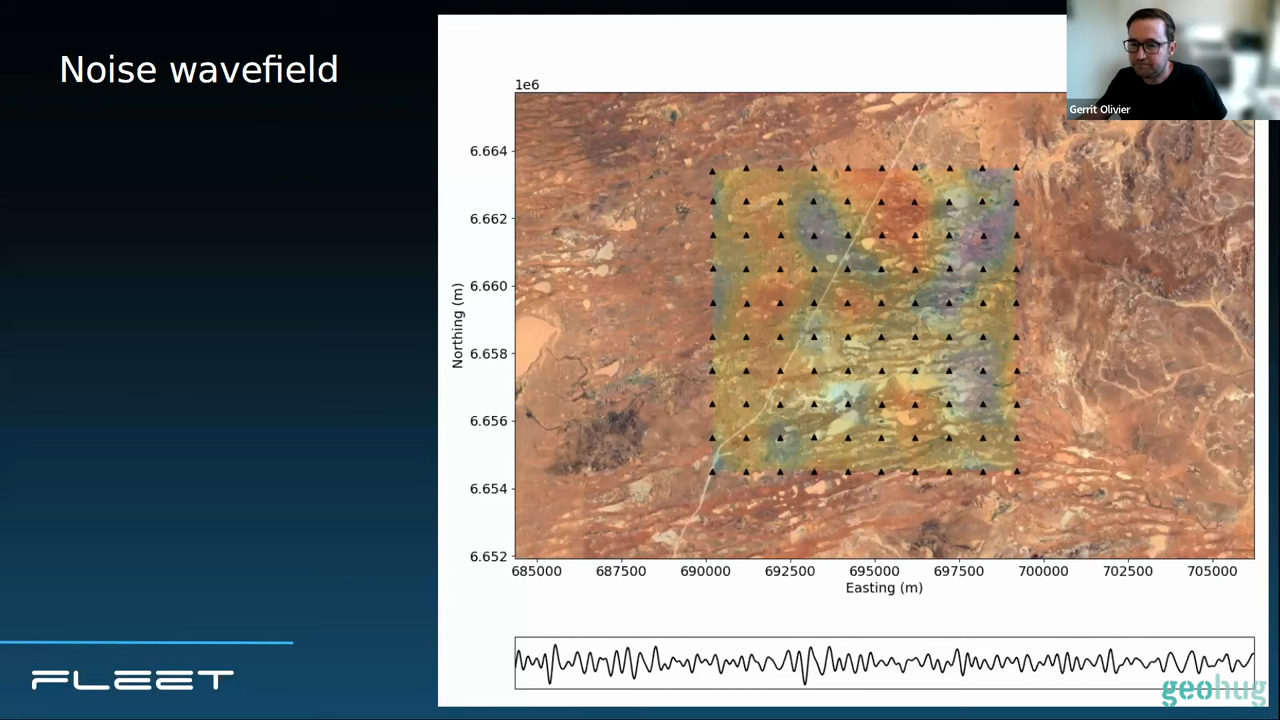 Noise wavefield
Gerrit Olivier
1e6
6.664
6.662
6.660
6.658
6.656
6.654
6.652
Northing (m)
685000 687500 690000 692500 695000 697500 700000 702500 705000
Easting (m)
FLEET
geohug